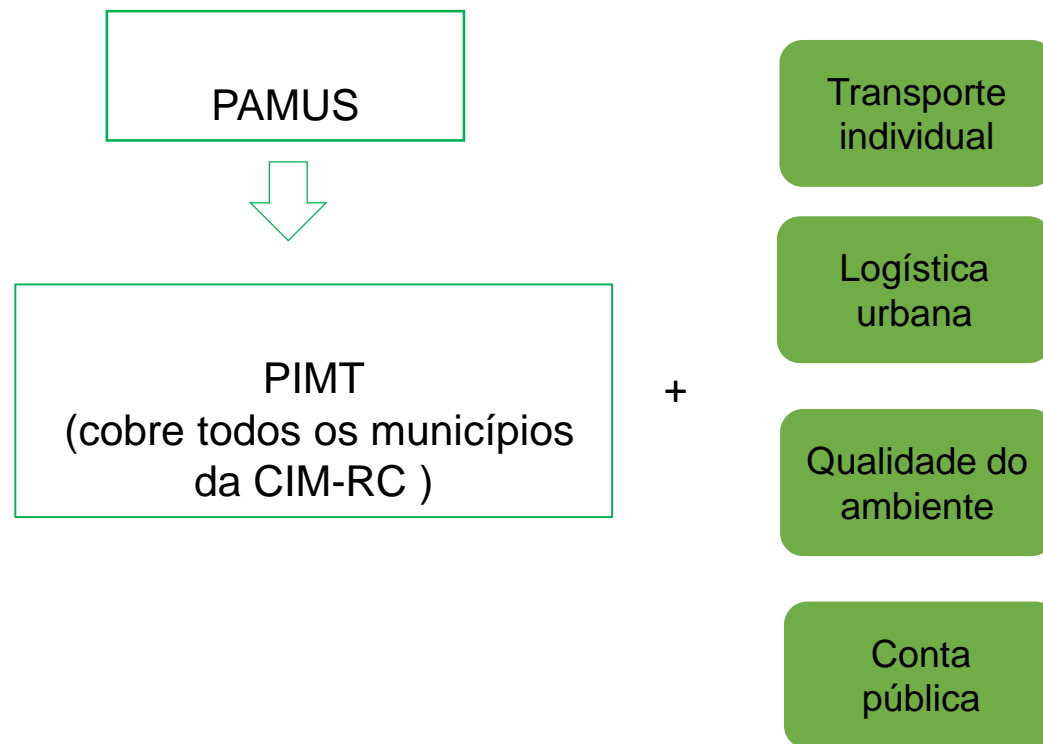 PAMUS
PIMT
(cobre todos os municípios
da CIM-RC )
+
Transporte
individual
Logística
urbana
Qualidade do
ambiente
Conta
pública